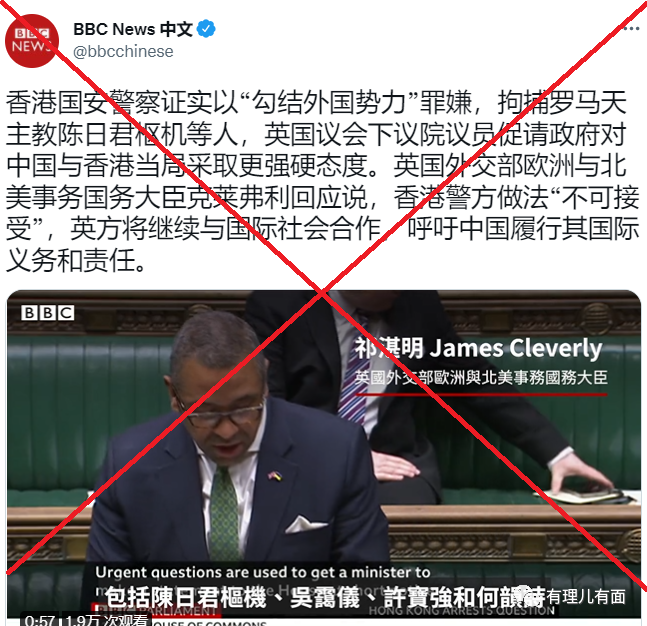 BBC
NEWS
BBC News 中文
@bbcchinese
香港国安警察证实以“勾结外国势力”罪嫌，拘捕罗马天
主教陈日君枢机等人，英国议会下议院议员促请政府对
中国与香港当局采取更强硬态度。英国外交部欧洲与北
美事务国务大臣克莱弗利回应说，香港警方做法“不可接
受”，英方将继续与国际社会合作，呼吁中国履行其国际
义务和责任。
BBC
祁湛明 James Cleverly
英國外交部歐洲與北美事務國務大臣
Urgent questions are used to get a minister to
包括陳日君樞機、吳靄儀、許寶強和何韻詩
有理儿有面
PARLIAMENT
HONG KONG ARRESTS QUESTION
0:57 1.9万 次观看
HOUSE OF COMMONS